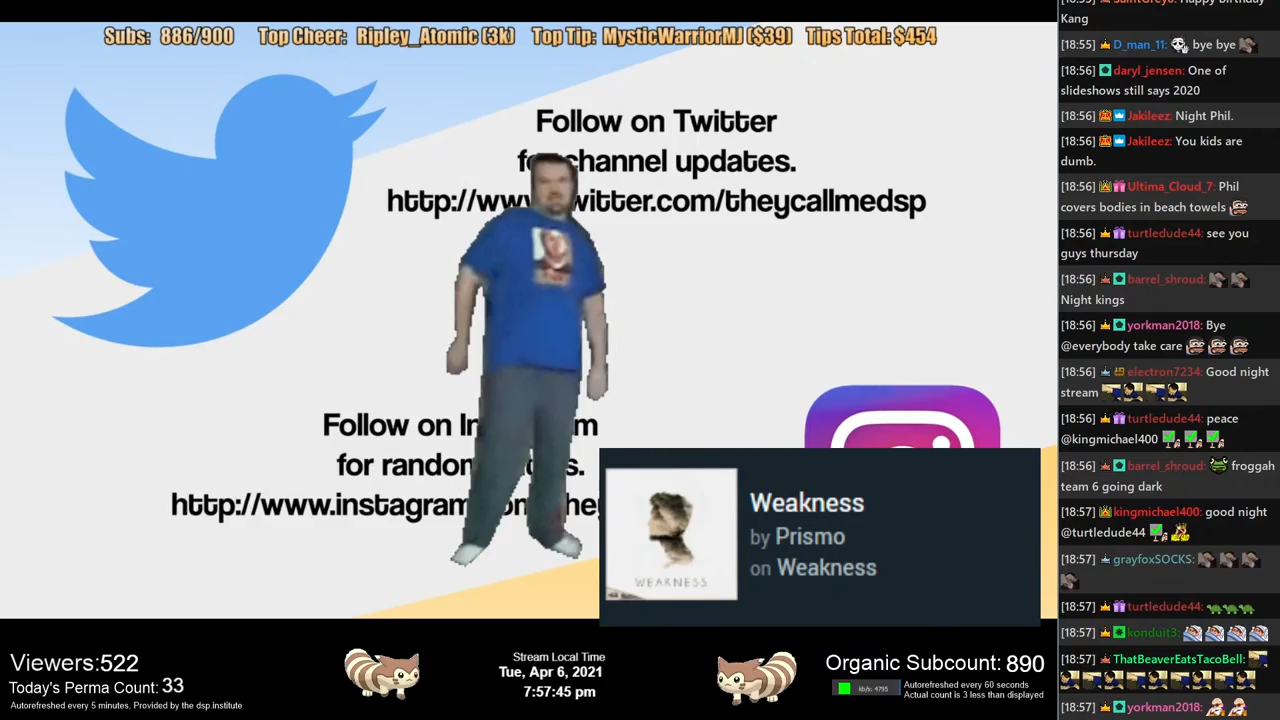 Subs: 886/900 Top Cheer: Ripley_Atomic (3k) Top Tip: MysticWarriorMJ ($39) Tips Total: $454
Follow on Twitter
channel updates.
http://www.twitter.com/theycallmedsp
Follow on In m
for random
http://www.instagram
Weakness
by Prismo
on Weakness
WEAKNESS
Viewers:522
Today's Perma Count: 33
Autorefreshed every 5 minutes, Provided by the dsp.institute
Stream Local Time
Tue, Apr 6, 2021
7:57:45 pm
Organic Subcount: 890
kb/s: 4795
Autorefreshed every 60 seconds
Actual count is 3 less than displayed
Kang
[18:55] D_man_11: bye bye
[18:56] daryl_jensen: One of
slideshows still says 2020
[18:56] Jakileez: Night Phil.
[18:56] Jakileez: You kids are
dumb.
[18:56] Ultima_Cloud_7: Phil
covers bodies in beach towels
[18:56] turtledude44: see you
guys thursday
[18:56] barrel_shroud:
Night kings
[18:56] yorkman2018: Bye
@everybody take care
[18:56] electron7234: Good night
stream
[18:56] turtledude44: peace
@kingmichael400
[18:56] barrel_shroud: froggah
team 6 going dark
[18:57] kingmichael400: good night
@turtledude44
[18:57] grayfoxSOCKS:
[18:57] turtledude44:
[18:57] konduit3:
[18:57] ThatBeaverEatsTacoBell:
[18:57] yorkman2018: